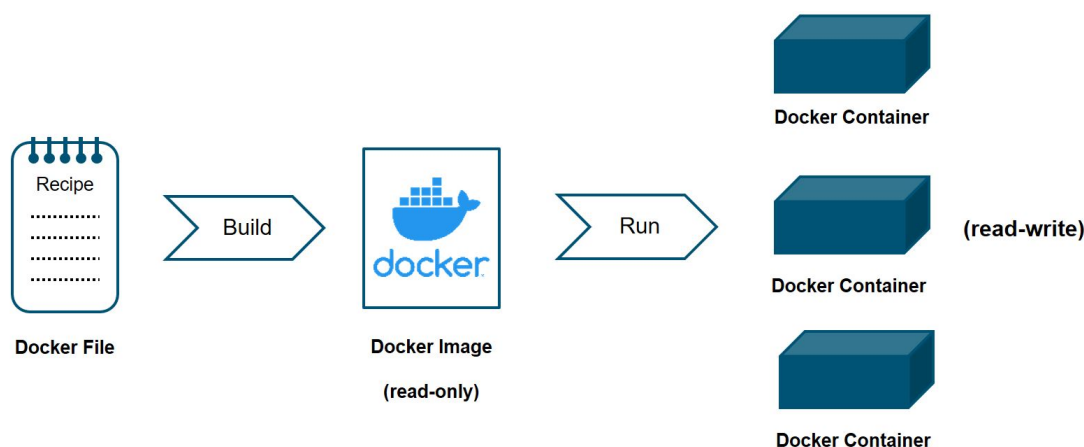 Recipe
Docker File
Build
docker
Docker Image
(read-only)
Run
Docker Container
Docker Container
(read-write)
Docker Container